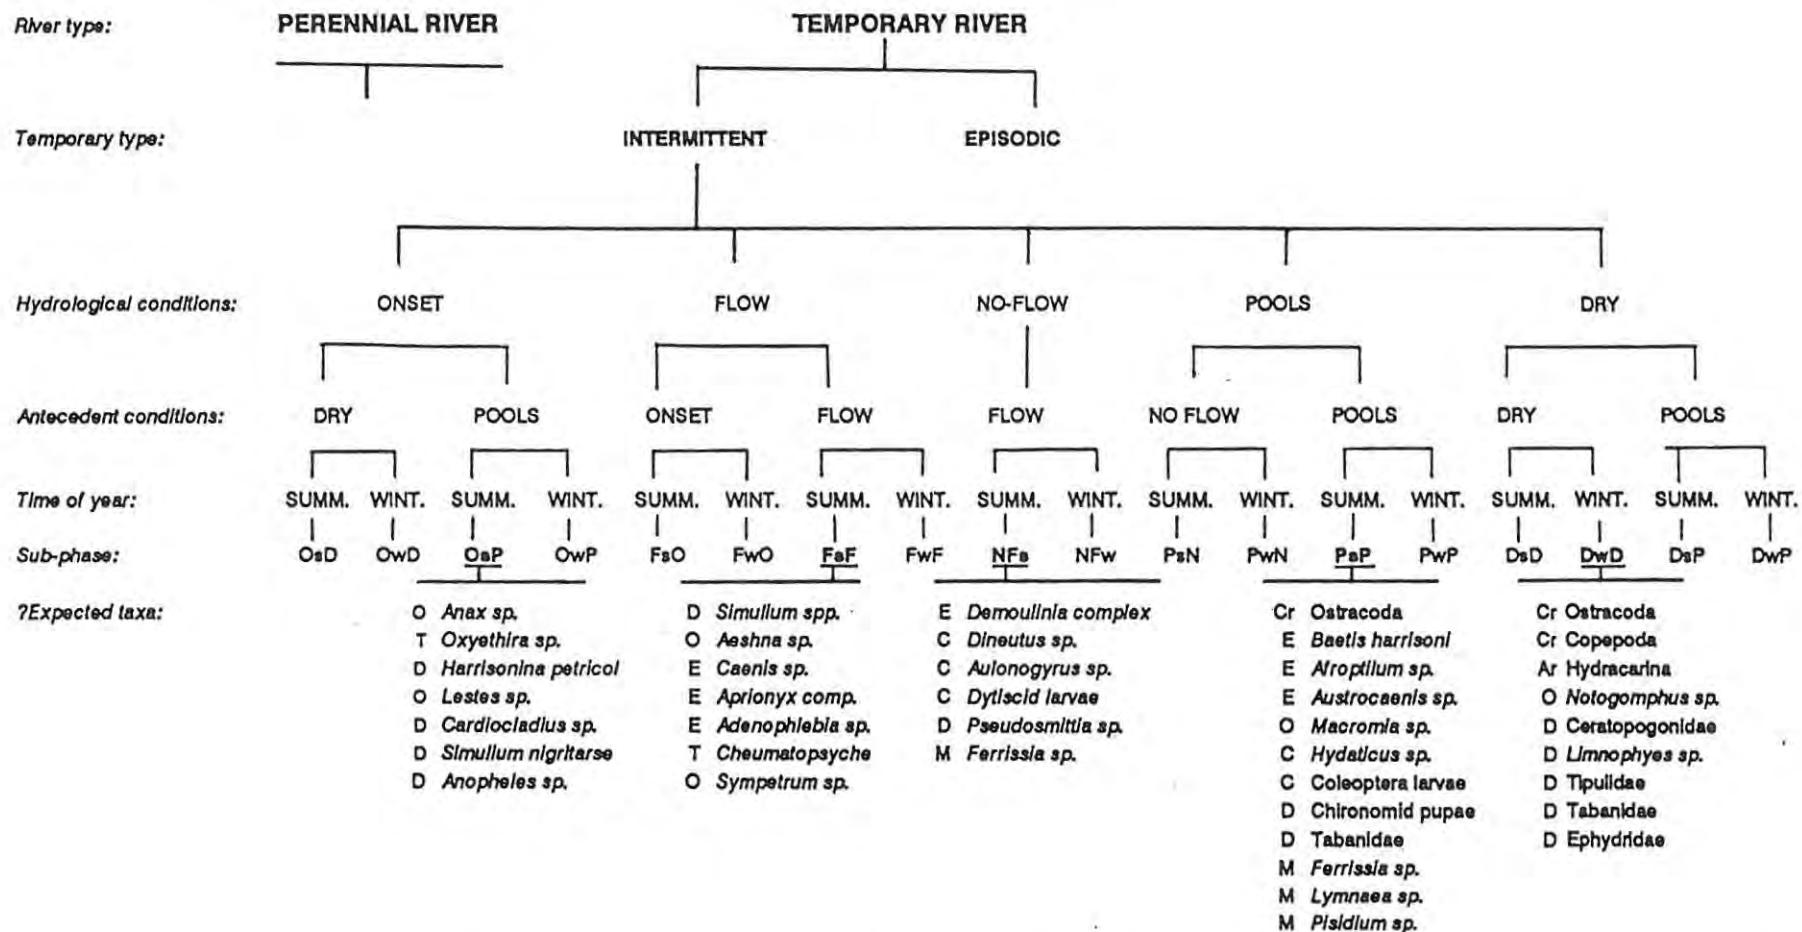 River type: PERENNIAL RIVER TEMPORARY RIVER
Temporary type: INTERMITTENT EPISODIC
Hydrological conditions: ONSET FLOW NO-FLOW POOLS DRY
Antecedent conditions: DRY POOLS ONSET FLOW FLOW NO FLOW POOLS DRY POOLS
Time of year: SUMM. WINT. SUMM. WINT. SUMM. WINT. SUMM. WINT. SUMM. WINT. SUMM. WINT. SUMM. WINT. SUMM. WINT. SUMM. WINT.
Sub-phase: OsD OwD OsP OwP FsO FwO FsF FwF NFs NFw PsN PwN PsP PwP DsD DwD DsP DwP
?Expected taxa: O Anax sp. D Simulium spp. E Demoulinia complex Cr Ostracoda Cr Ostracoda
T Oxyethira sp. O Aeshna sp. C Dineutus sp. E Baetis harrisoni Cr Copepoda
D Harrisonina petricol E Caenis sp. C Aulonogyrus sp. E Afroptilum sp. Ar Hydracarina
O Lestes sp. E Aprionyx comp. C Dytiscid larvae E Austrocaenis sp. O Notogomphus sp.
D Cardiocladius sp. E Adenophlebia sp. D Pseudosmittia sp. O Macromia sp. D Ceratopogonidae
D Simulium nigritarse T Cheumatopsyche M Ferrissia sp. C Hydaticus sp. D Limnophyes sp.
D Anopheles sp. O Sympetrum sp. C Coleoptera larvae D Tipulidae
D Chironomid pupae D Tabanidae
D Tabanidae D Ephydridae
M Ferrissia sp.
M Lymnaea sp.
M Pisidium sp.